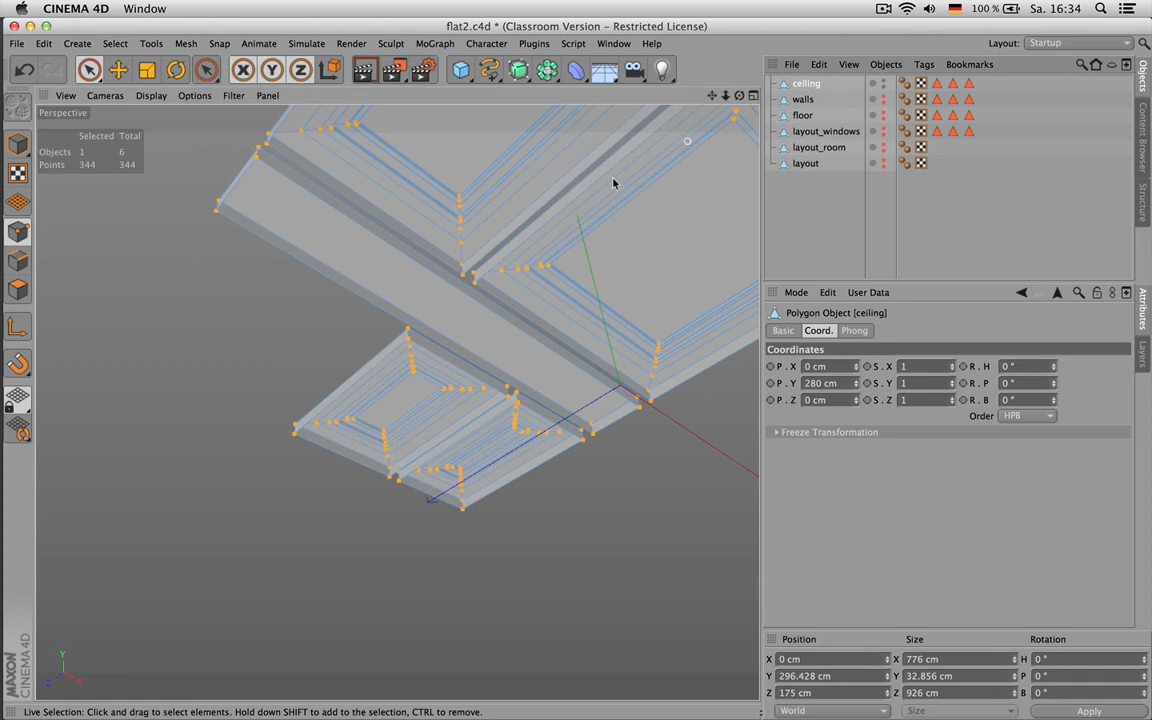 CINEMA 4D Window 100 % Sa. 16:34
flat2.c4d * (Classroom Version - Restricted License)
File Edit Create Select Tools Mesh Snap Animate Simulate Render Sculpt MoGraph Character Plugins Script Window Help Layout: Startup
X Y Z
View Cameras Display Options Filter Panel
Perspective
Selected Total
Objects 1 6
Points 344 344
File Edit View Objects Tags Bookmarks
ceiling
walls
floor
layout_windows
layout_room
layout
Objects
Content Browser
Structure
Mode Edit User Data
Polygon Object [ceiling]
Basic Coord. Phong
Coordinates
P . X 0 cm S . X 1 R . H 0 °
P . Y 280 cm S . Y 1 R . P 0 °
P . Z 0 cm S . Z 1 R . B 0 °
Order HPB
Freeze Transformation
Attributes
Layers
Position Size Rotation
X 0 cm X 776 cm H 0 °
Y 296.428 cm Y 32.856 cm P 0 °
Z 175 cm Z 926 cm B 0 °
World Size Apply
Y
Z X
MAXON CINEMA 4D
Live Selection: Click and drag to select elements. Hold down SHIFT to add to the selection, CTRL to remove.